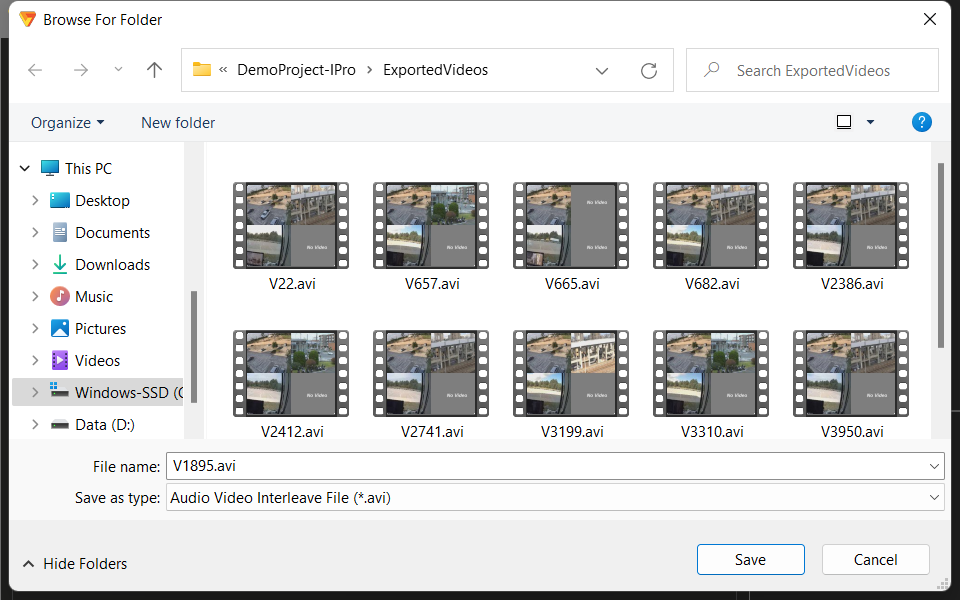 Browse For Folder
« DemoProject-IPro > ExportedVideos
Search ExportedVideos
Organize
New folder
?
This PC
Desktop
Documents
Downloads
Music
Pictures
Videos
Windows-SSD (C
Data (D:)
No Video
No Video
No Video
No Video
No Video
No Video
V22.avi
V657.avi
V665.avi
V682.avi
V2386.avi
No Video
No Video
No Video
No Video
No Video
V2412.avi
V2741.avi
V3199.avi
V3310.avi
V3950.avi
File name: V1895.avi
Save as type: Audio Video Interleave File (*.avi)
Hide Folders
Save
Cancel